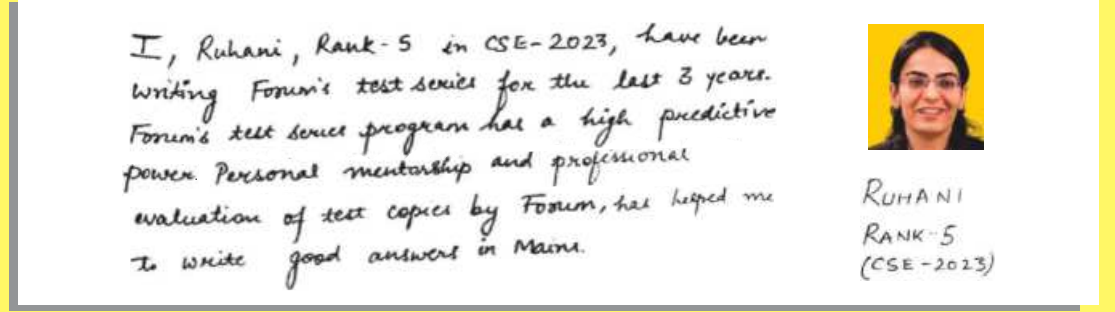 I, Ruhani, Rank-5 in CSE-2023, have been
writing Forum's test series for the last 3 years.
Forum's test series program has a high predictive
power. Personal mentorship and professional
evaluation of test copies by Forum, has helped me
to write good answers in Mains.
RUHANI
RANK-5
(CSE-2023)